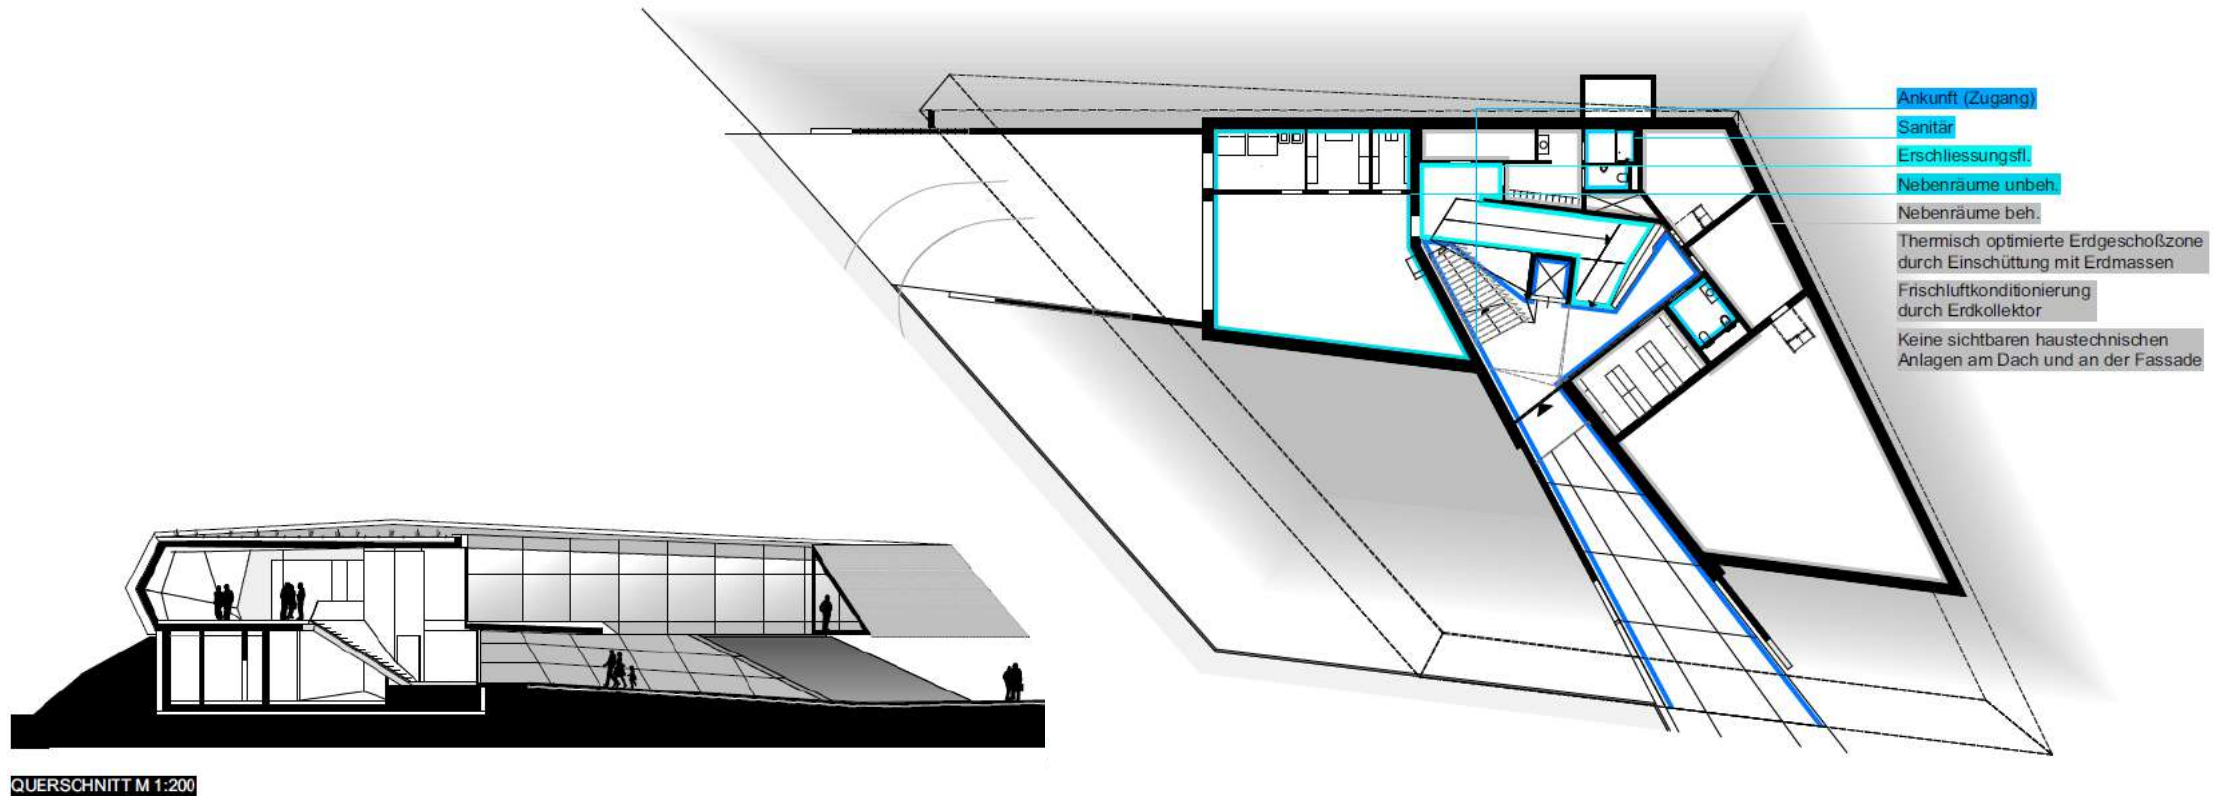 Ankunft (Zugang)
Sanitär
Erschliessungsfl.
Nebenräume unbeh.
Nebenräume beh.
Thermisch optimierte Erdgeschoßzone
durch Einschüttung mit Erdmassen
Frischluftkonditionierung
durch Erdkollektor
Keine sichtbaren haustechnischen
Anlagen am Dach und an der Fassade
QUERSCHNITT M 1:200